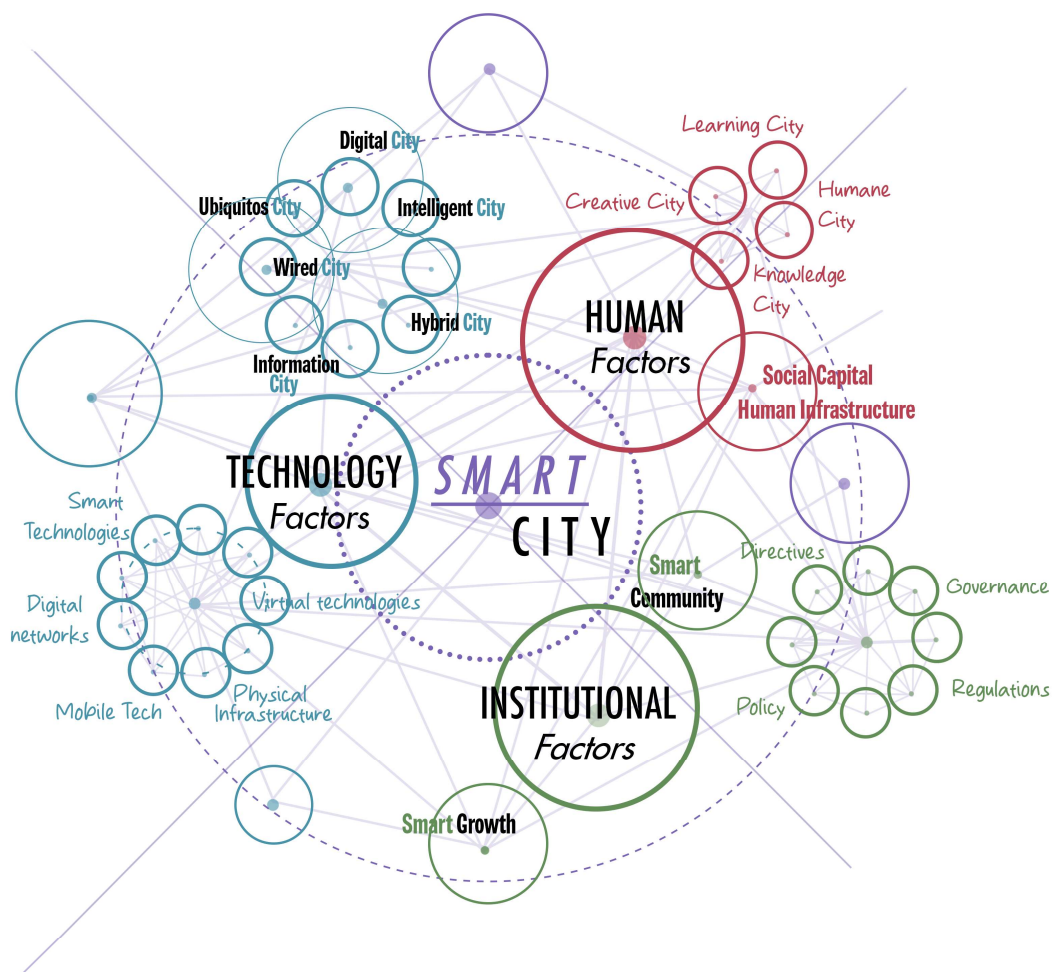 Digital City
Ubiquitos City
Intelligent City
Wired City
Hybrid City
Information
City
Learning City
Creative City
Humane
City
Knowledge
City
HUMAN
Factors
Social Capital
Human Infrastructure
TECHNOLOGY
Factors
SMART
CITY
Smart
Technologies
Digital
networks
Virtual technologies
Mobile Tech
Physical
Infrastructure
Smart
Community
Directives
Governance
Policy
Regulations
INSTITUTIONAL
Factors
Smart Growth